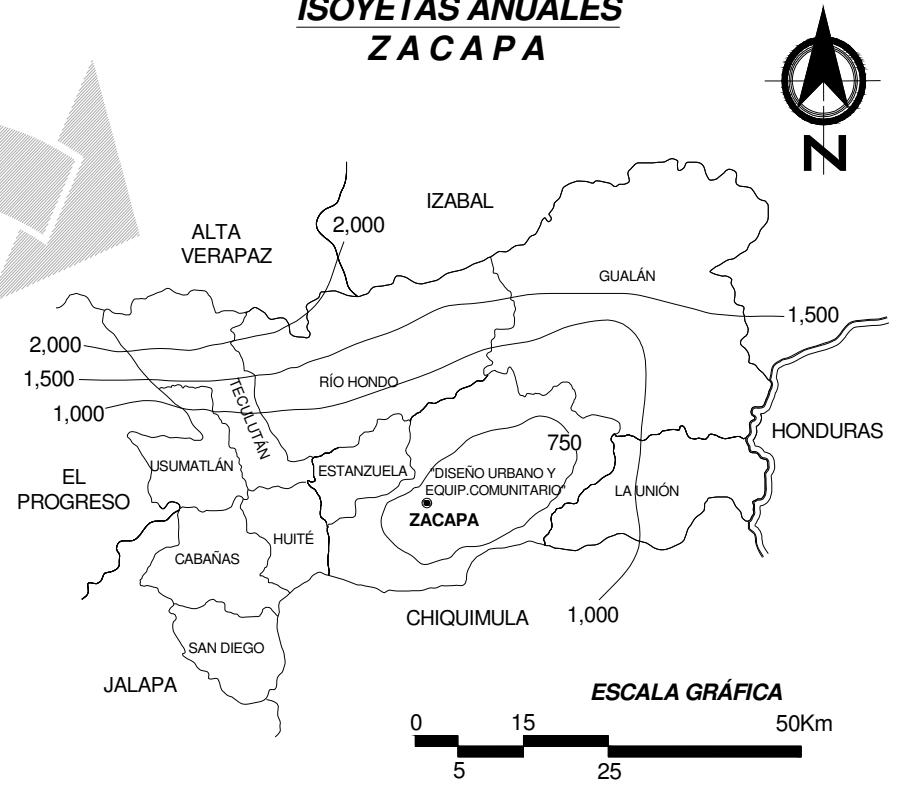 ISOYETAS ANUALES
ZACAPA
N
IZABAL
ALTA
VERAPAZ
2,000
GUALÁN
1,500
2,000
1,500
1,000
TECULUTÁN
RÍO HONDO
HONDURAS
750
EL
PROGRESO
USUMATLÁN
ESTANZUELA
"DISEÑO URBANO Y
EQUIP.COMUNITARIO"
LA UNIÓN
ZACAPA
HUITÉ
CABAÑAS
CHIQUIMULA
1,000
SAN DIEGO
JALAPA
ESCALA GRÁFICA
0 15 50Km
5 25